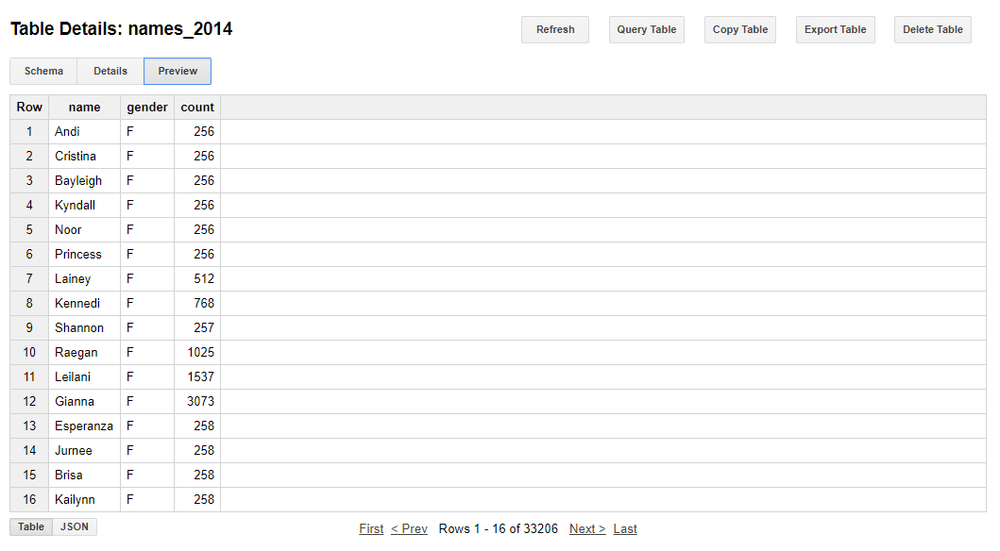 Table Details: names_2014 Refresh Query Table Copy Table Export Table Delete Table
Schema Details Preview
Row name gender count
1 Andi F 256
2 Cristina F 256
3 Bayleigh F 256
4 Kyndall F 256
5 Noor F 256
6 Princess F 256
7 Lainey F 512
8 Kennedi F 768
9 Shannon F 257
10 Raegan F 1025
11 Leilani F 1537
12 Gianna F 3073
13 Esperanza F 258
14 Jurnee F 258
15 Brisa F 258
16 Kailynn F 258
Table JSON First < Prev Rows 1 - 16 of 33206 Next > Last